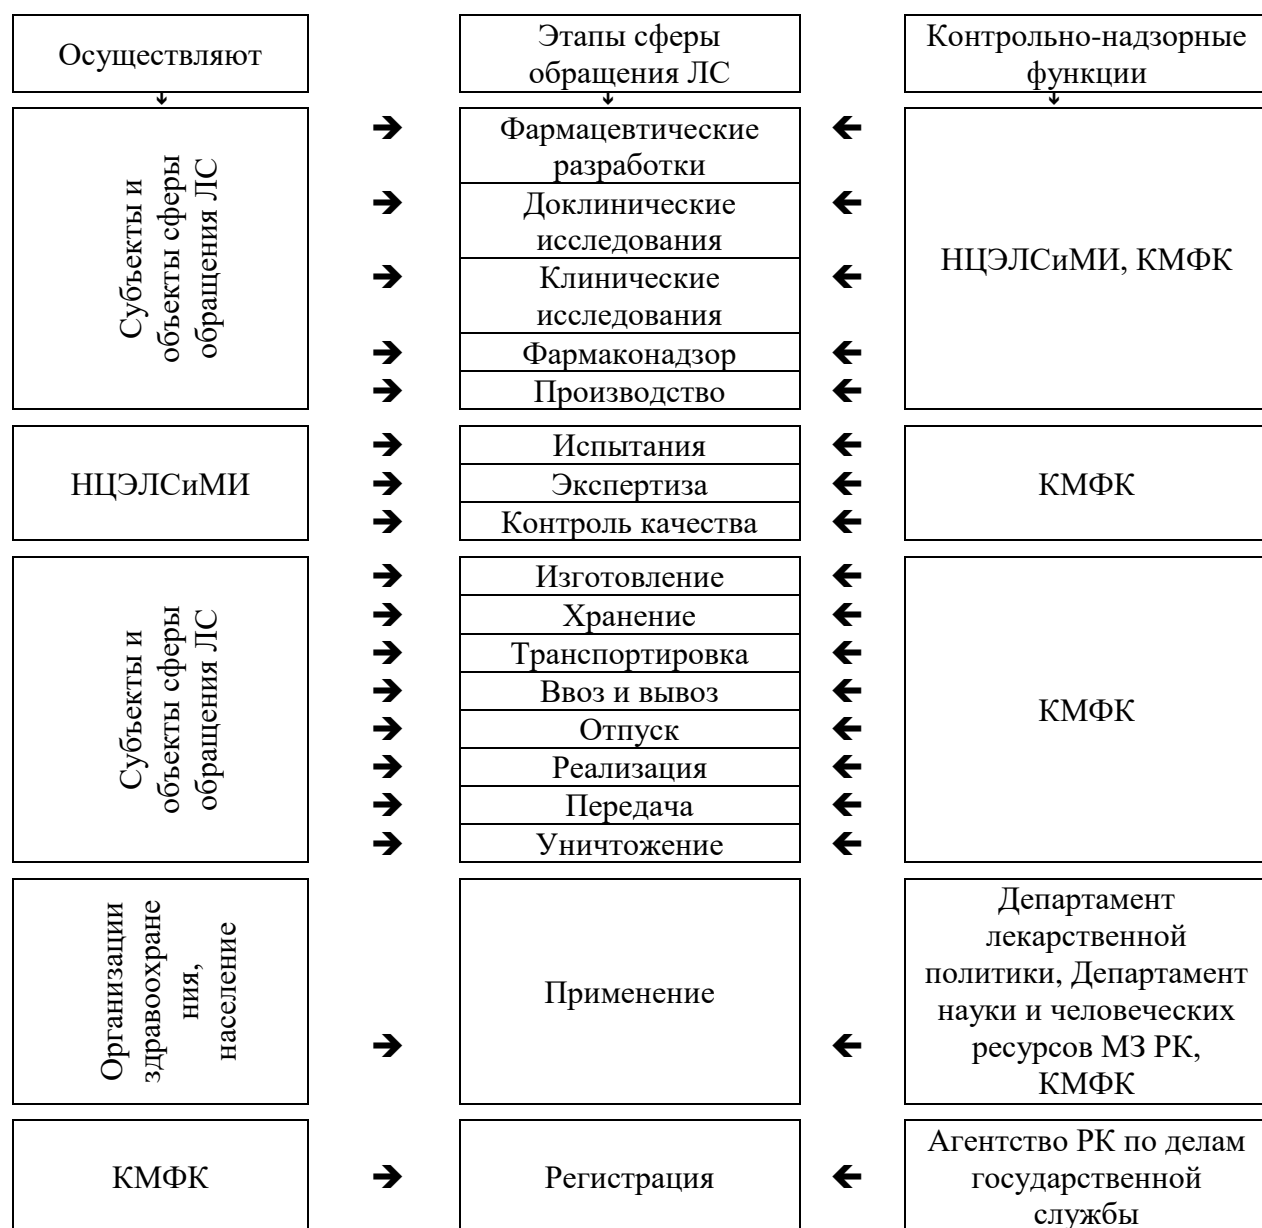 Осуществляют
Этапы сферы
обращения ЛС
Контрольно-надзорные
функции
Субъекты и
объекты сферы
обращения ЛС
Фармацевтические
разработки
Доклинические
исследования
Клинические
исследования
Фармаконадзор
Производство
НЦЭЛСиМИ, КМФК
НЦЭЛСиМИ
Испытания
Экспертиза
Контроль качества
КМФК
Субъекты и
объекты сферы
обращения ЛС
Изготовление
Хранение
Транспортировка
Ввоз и вывоз
Отпуск
Реализация
Передача
Уничтожение
КМФК
Организации
здравоохране
ния,
население
Применение
Департамент
лекарственной
политики, Департамент
науки и человеческих
ресурсов МЗ РК,
КМФК
КМФК
Регистрация
Агентство РК по делам
государственной
службы